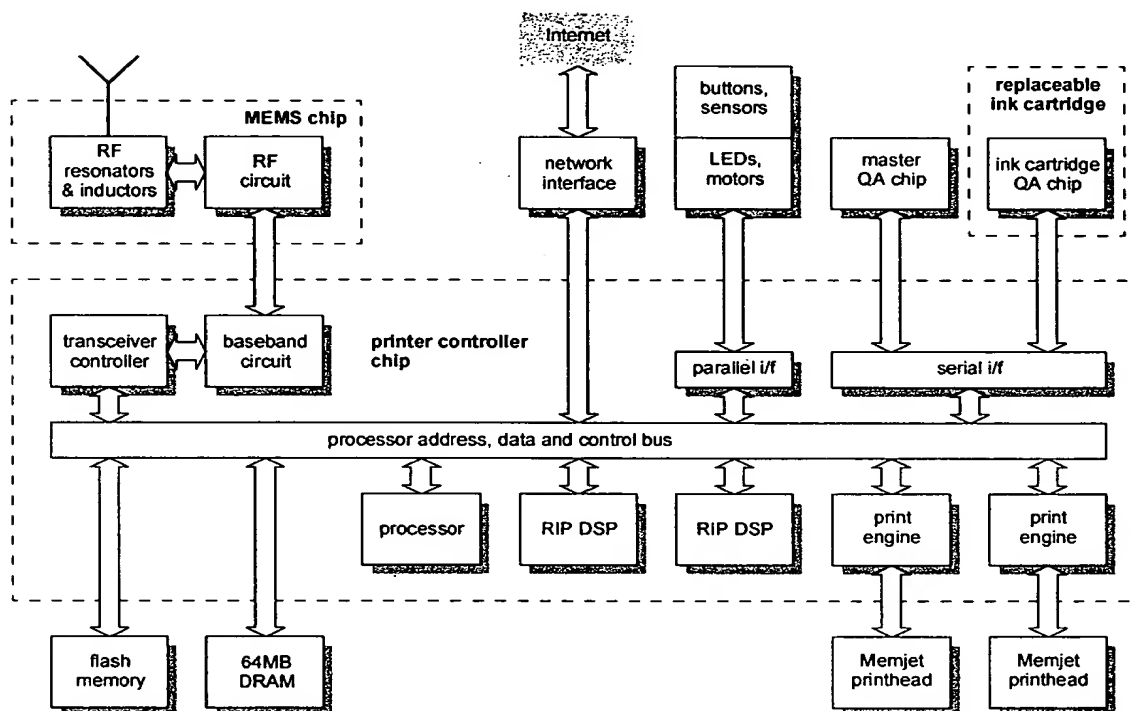 Internet
MEMS chip
RF
resonators
& inductors
RF
circuit
network
interface
buttons,
sensors
LEDs,
motors
master
QA chip
replaceable
ink cartridge
ink cartridge
QA chip
transceiver
controller
baseband
circuit
printer controller
chip
parallel i/f
serial i/f
processor address, data and control bus
processor
RIP DSP
RIP DSP
print
engine
print
engine
flash
memory
64MB
DRAM
Memjet
printhead
Memjet
printhead